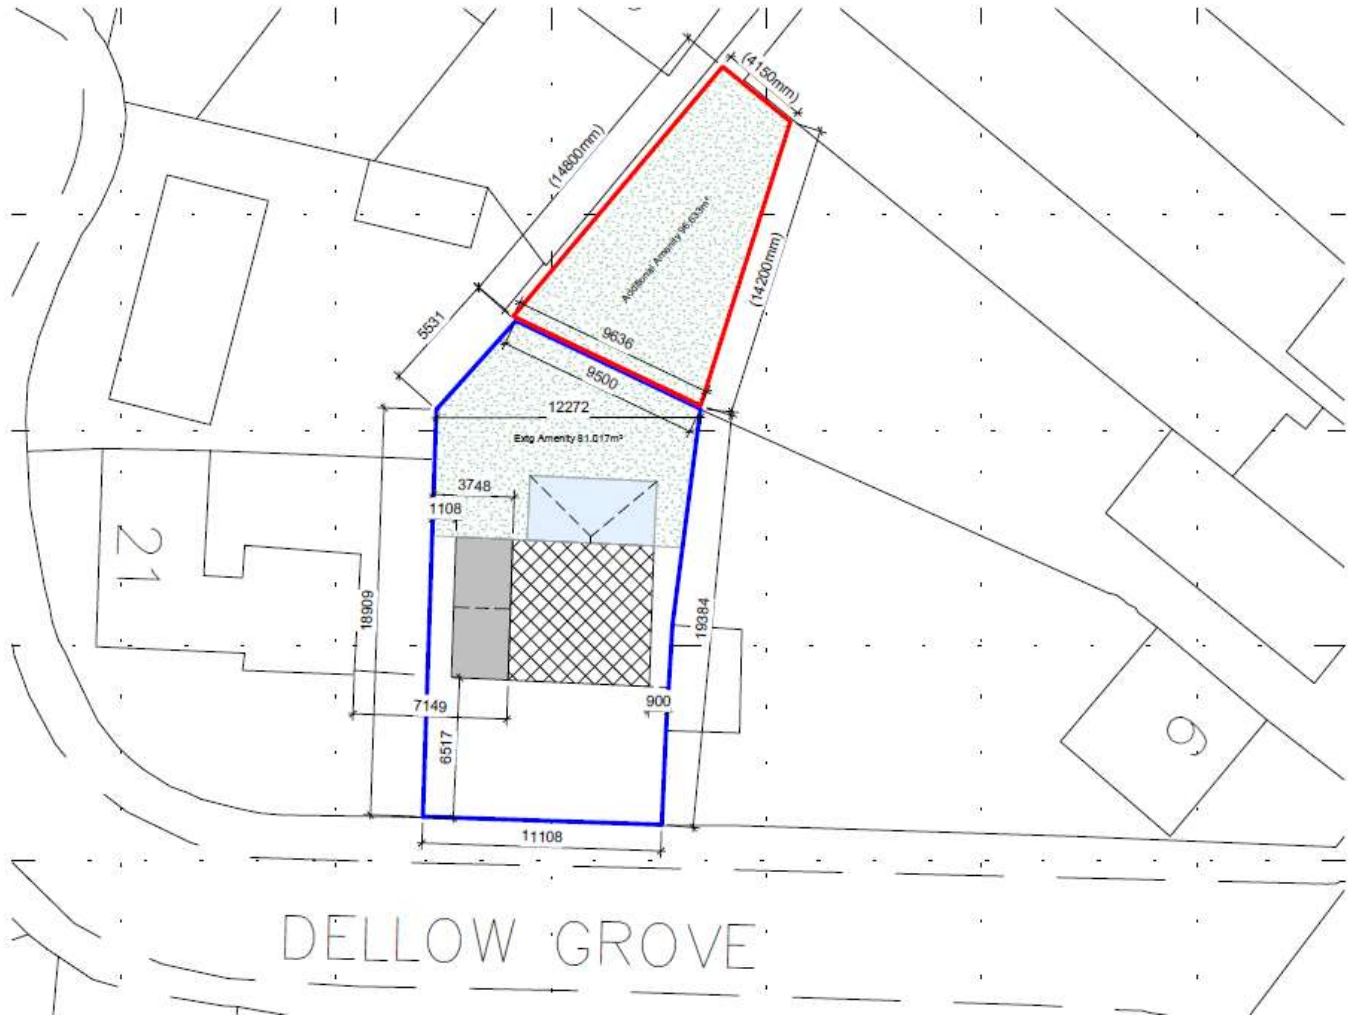 (4150mm)
(14800mm)
Additional Amenity 96.633m²
(14200mm)
5531
9636
9500
12272
Extg Amenity 81.017m²
3748
1108
21
18909
19384
7149
900
6517
6
11108
DELLOW GROVE